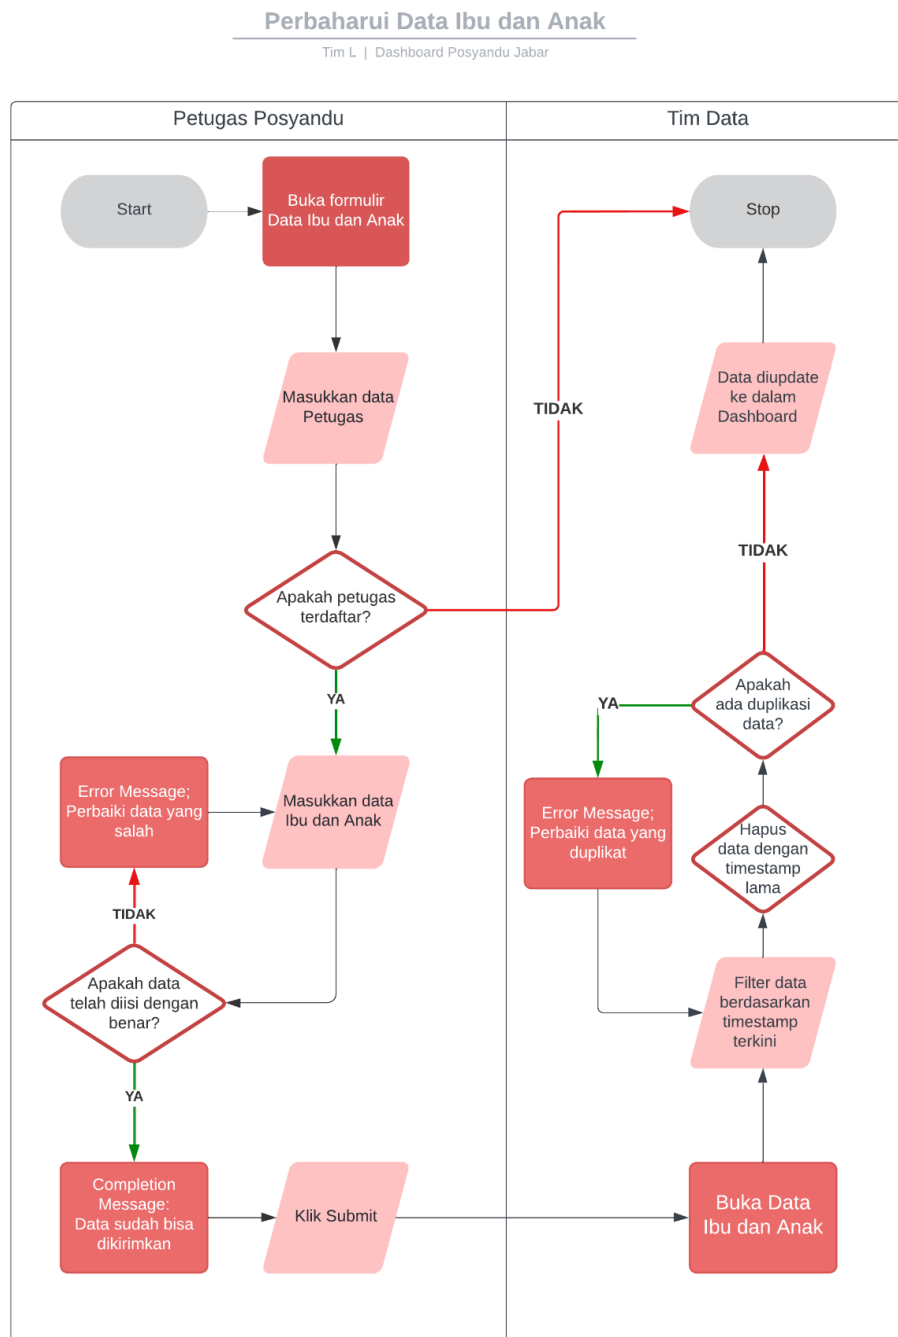 Perbaharui Data Ibu dan Anak
Tim L | Dashboard Posyandu Jabar
Petugas Posyandu
Tim Data
Start
Buka formulir
Data Ibu dan Anak
Stop
Masukkan data
Petugas
TIDAK
Data diupdate
ke dalam
Dashboard
TIDAK
Apakah petugas
terdaftar?
YA
Apakah
ada duplikasi
data?
YA
Error Message;
Perbaiki data yang
salah
Masukkan data
Ibu dan Anak
Error Message;
Perbaiki data yang
duplikat
Hapus
data dengan
timestamp
lama
TIDAK
Apakah data
telah diisi dengan
benar?
Filter data
berdasarkan
timestamp
terkini
YA
Completion
Message:
Data sudah bisa
dikirimkan
Klik Submit
Buka Data
Ibu dan Anak